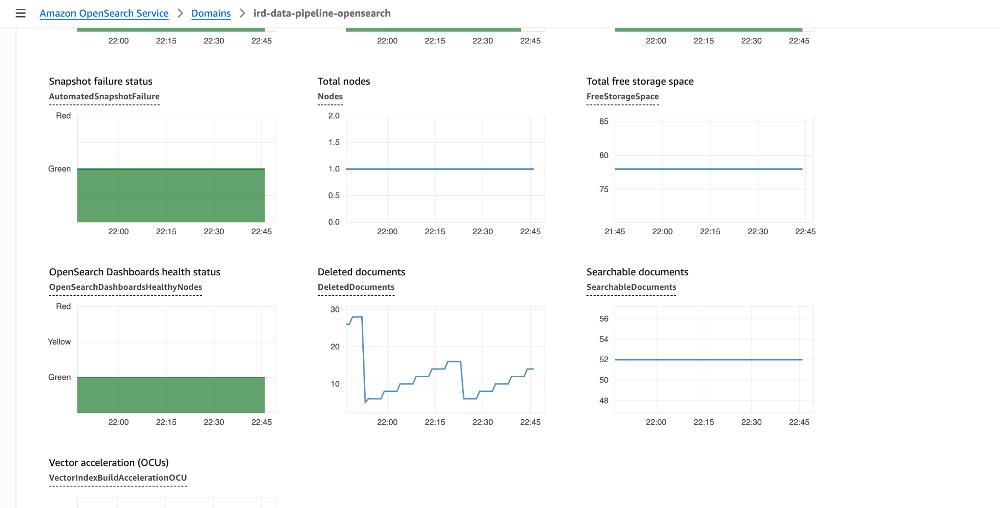 Amazon OpenSearch Service > Domains > ird-data-pipeline-opensearch
22:00 22:15 22:30 22:45
22:00 22:15 22:30 22:45
22:00 22:15 22:30 22:45
Snapshot failure status
AutomatedSnapshotFailure
Red
Green
22:00 22:15 22:30 22:45
Total nodes
Nodes
2.0
1.5
1.0
0.5
0.0
22:00 22:15 22:30 22:45
Total free storage space
FreeStorageSpace
85
80
75
21:45 22:00 22:15 22:30 22:45
OpenSearch Dashboards health status
OpenSearchDashboardsHealthyNodes
Red
Yellow
Green
22:00 22:15 22:30 22:45
Deleted documents
DeletedDocuments
30
20
10
22:00 22:15 22:30 22:45
Searchable documents
SearchableDocuments
56
54
52
50
48
22:00 22:15 22:30 22:45
Vector acceleration (OCUs)
VectorIndexBuildAccelerationOCU